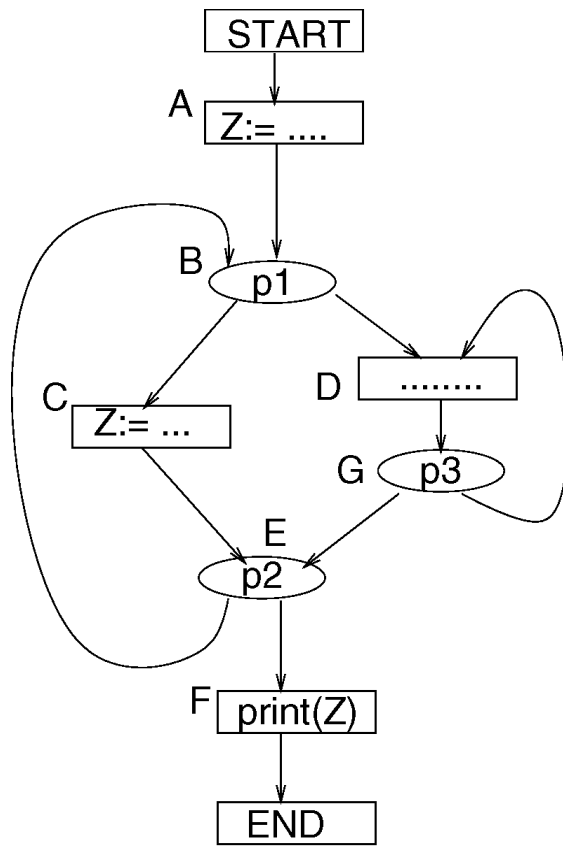 START
A
Z:= ....
B
p1
C
Z:= ...
D
........
G
p3
E
p2
F
print(Z)
END